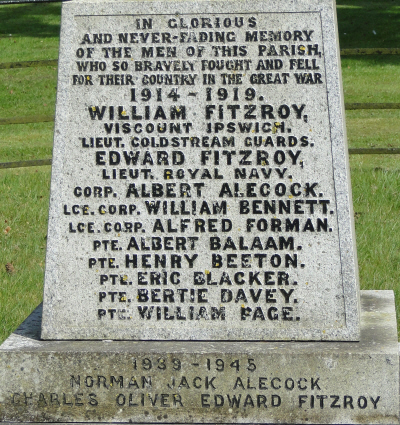 IN GLORIOUS
AND NEVER-FADING MEMORY
OF THE MEN OF THIS PARISH,
WHO SO BRAVELY FOUGHT AND FELL
FOR THEIR COUNTRY IN THE GREAT WAR
1914-1919.
WILLIAM FITZROY,
VISCOUNT IPSWICH.
LIEUT. COLDSTREAM GUARDS.
EDWARD FITZROY,
LIEUT. ROYAL NAVY.
CORP. ALBERT ALECOCK.
LCE. CORP. WILLIAM BENNETT.
LCE. CORP. ALFRED FORMAN.
PTE. ALBERT BALAAM.
PTE. HENRY BEETON.
PTE. ERIC BLACKER.
PTE. BERTIE DAVEY.
PTE. WILLIAM PAGE.
1939-1945
NORMAN JACK ALECOCK
CHARLES OLIVER EDWARD FITZROY